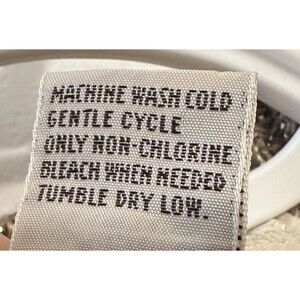 MACHINE WASH COLD
GENTLE CYCLE
ONLY NON-CHLORINE
BLEACH WHEN NEEDED
TUMBLE DRY LOW.